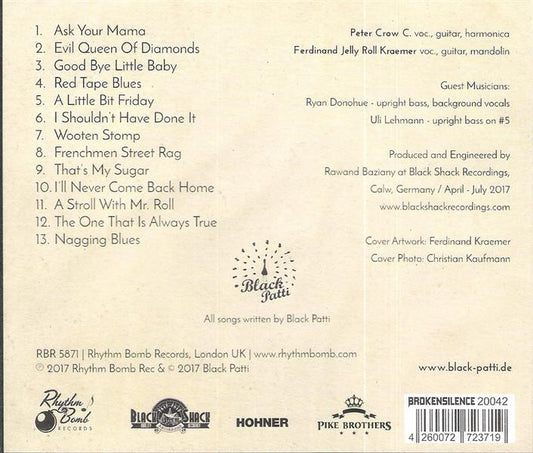 1. Ask Your Mama
2. Evil Queen Of Diamonds
3. Good Bye Little Baby
4. Red Tape Blues
5. A Little Bit Friday
6. I Shouldn't Have Done It
7. Wooten Stomp
8. Frenchmen Street Rag
9. That's My Sugar
10. I'll Never Come Back Home
11. A Stroll With Mr. Roll
12. The One That Is Always True
13. Nagging Blues
Peter Crow C. voc., guitar, harmonica
Ferdinand Jelly Roll Kraemer voc., guitar, mandolin
Guest Musicians:
Ryan Donohue - upright bass, background vocals
Uli Lehmann - upright bass on #5
Produced and Engineered by
Rawand Baziany at Black Shack Recordings,
Calw, Germany / April - July 2017
www.blackshackrecordings.com
Cover Artwork: Ferdinand Kraemer
Cover Photo: Christian Kaufmann
Black
Patti
All songs written by Black Patti
RBR 5871 | Rhythm Bomb Records, London UK | www.rhythmbomb.com
℗ 2017 Rhythm Bomb Rec & © 2017 Black Patti
www.black-patti.de
Rhythm
Bomb
RECORDS
BLACK SHACK
HOHNER
PIKE BROTHERS
BROKENSILENCE 20042
4 260072 723719